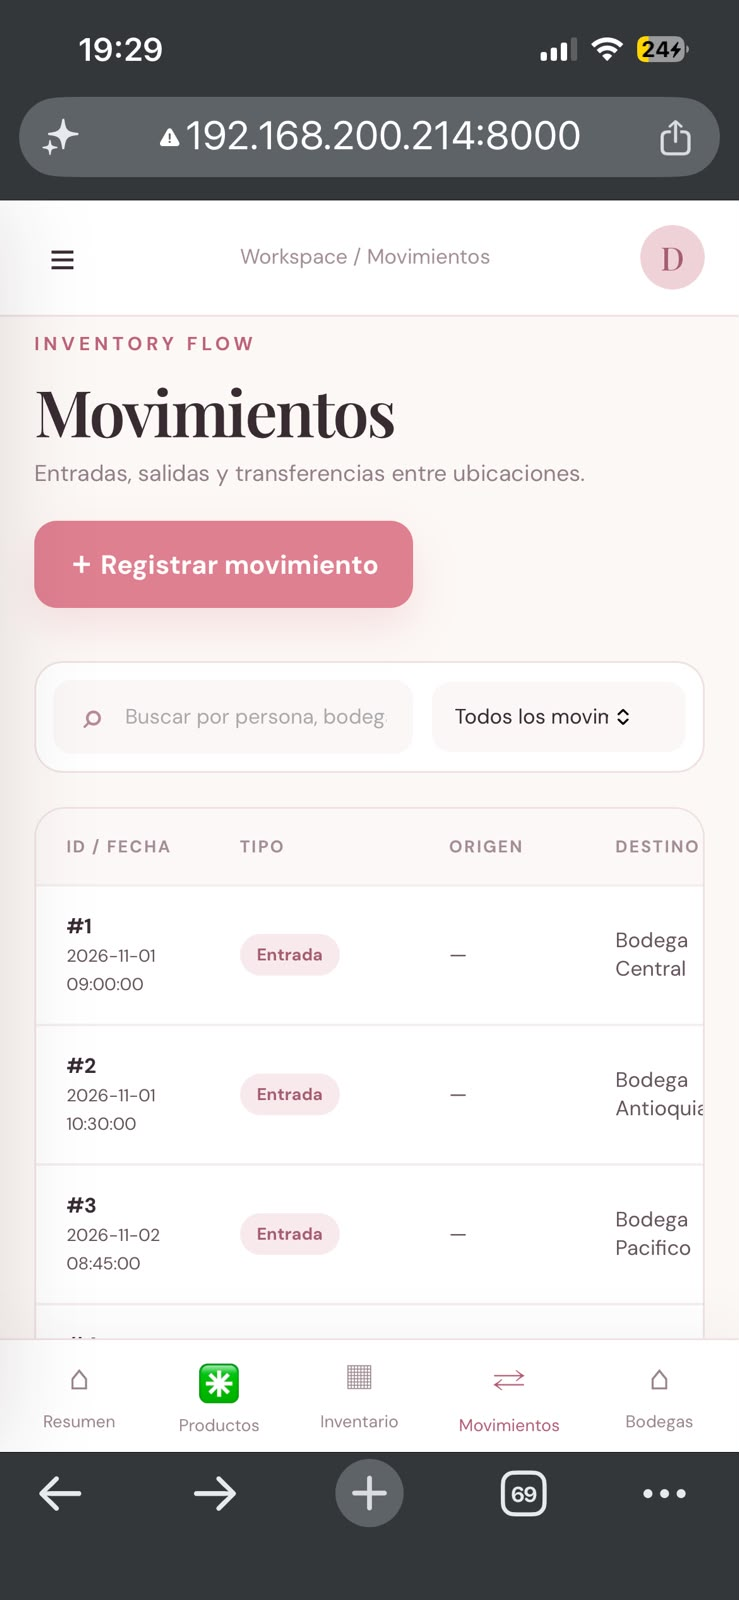 19:29
24
192.168.200.214:8000
Workspace / Movimientos
D
INVENTORY FLOW
Movimientos
Entradas, salidas y transferencias entre ubicaciones.
+ Registrar movimiento
Buscar por persona, bodeg
Todos los movin
ID / FECHA TIPO ORIGEN DESTINO
#1
2026-11-01
09:00:00
Entrada
—
Bodega
Central
#2
2026-11-01
10:30:00
Entrada
—
Bodega
Antioquia
#3
2026-11-02
08:45:00
Entrada
—
Bodega
Pacifico
Resumen
Productos
Inventario
Movimientos
Bodegas
69